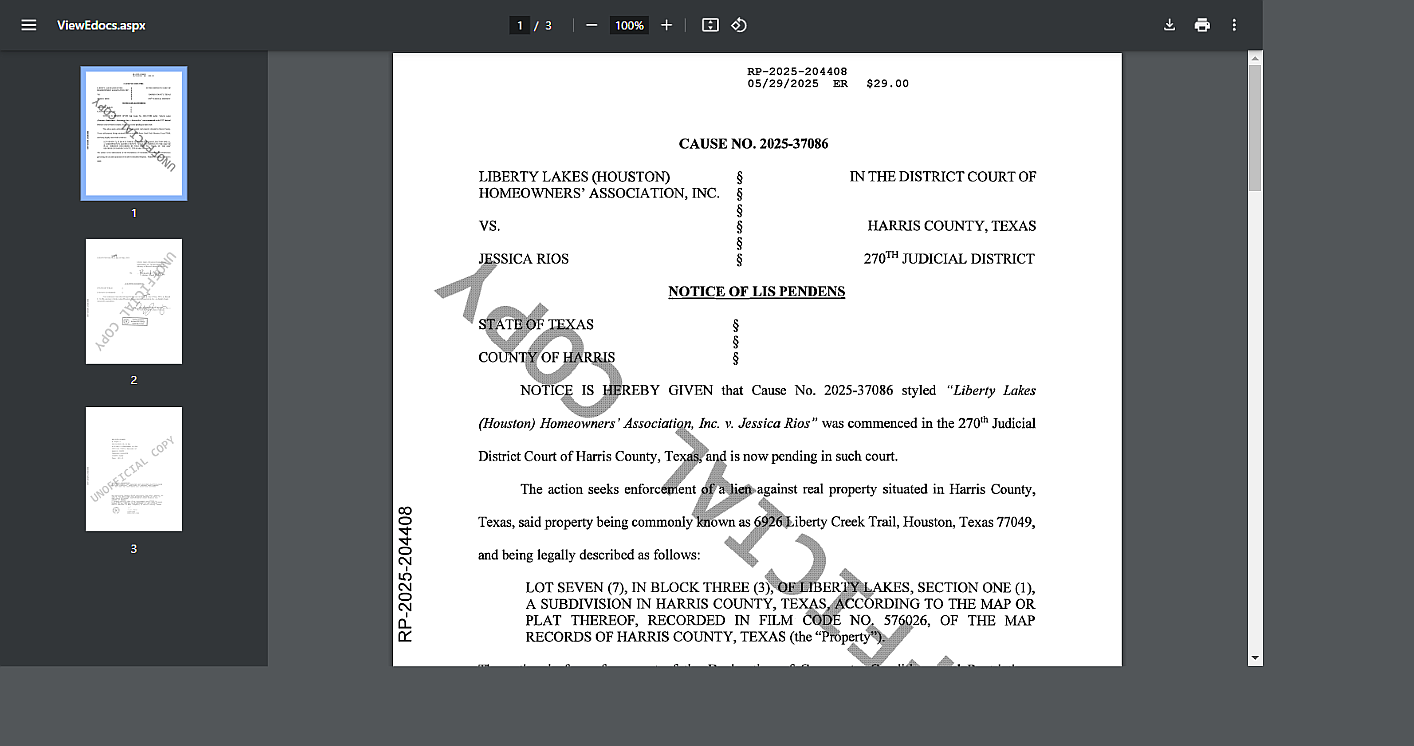 ViewEdocs.aspx
1 / 3
100%
1
2
3
RP-2025-204408
05/29/2025 ER $29.00
CAUSE NO. 2025-37086
LIBERTY LAKES (HOUSTON) § IN THE DISTRICT COURT OF
HOMEOWNERS' ASSOCIATION, INC. §
§
VS. § HARRIS COUNTY, TEXAS
§
JESSICA RIOS § 270TH JUDICIAL DISTRICT
NOTICE OF LIS PENDENS
STATE OF TEXAS §
§
COUNTY OF HARRIS §
NOTICE IS HEREBY GIVEN that Cause No. 2025-37086 styled "Liberty Lakes
(Houston) Homeowners' Association, Inc. v. Jessica Rios" was commenced in the 270th Judicial
District Court of Harris County, Texas, and is now pending in such court.
The action seeks enforcement of a lien against real property situated in Harris County,
Texas, said property being commonly known as 6926 Liberty Creek Trail, Houston, Texas 77049,
and being legally described as follows:
LOT SEVEN (7), IN BLOCK THREE (3), OF LIBERTY LAKES, SECTION ONE (1),
A SUBDIVISION IN HARRIS COUNTY, TEXAS, ACCORDING TO THE MAP OR
PLAT THEREOF, RECORDED IN FILM CODE NO. 576026, OF THE MAP
RECORDS OF HARRIS COUNTY, TEXAS (the "Property").
RP-2025-204408
UNOFFICIAL COPY
UNOFFICIAL COPY
UNOFFICIAL COPY
COPY